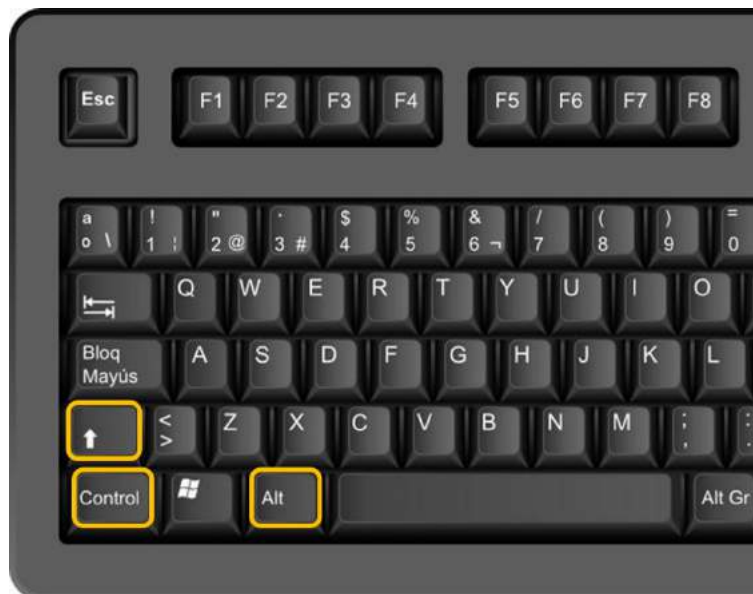 Esc F1 F2 F3 F4 F5 F6 F7 F8
a ! " · $ % & / ( ) =
o \ 1 ¦ 2 @ 3 # 4 5 6 ¬ 7 8 9 0
Q W E R T Y U I O
Bloq
Mayús A S D F G H J K L
< ; :
> Z X C V B N M , .
Control Alt Alt Gr